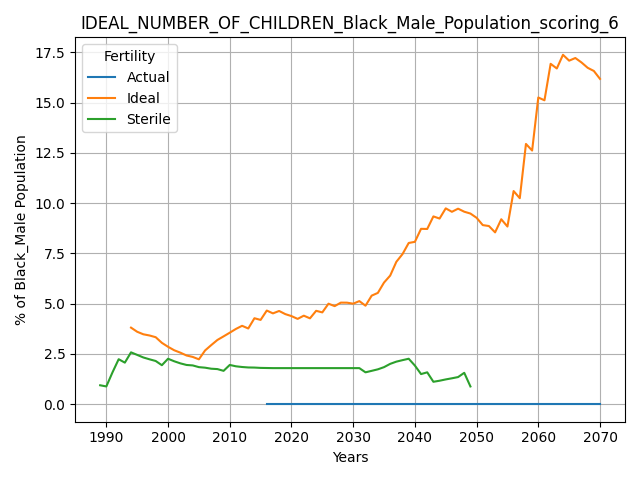 IDEAL_NUMBER_OF_CHILDREN_Black_Male_Population_scoring_6
Fertility
Actual
Ideal
Sterile
% of Black_Male Population
17.5
15.0
12.5
10.0
7.5
5.0
2.5
0.0
1990 2000 2010 2020 2030 2040 2050 2060 2070
Years